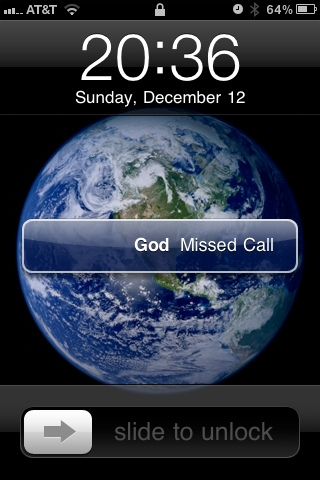 AT&T 64%
20:36
Sunday, December 12
God Missed Call
slide to unlock